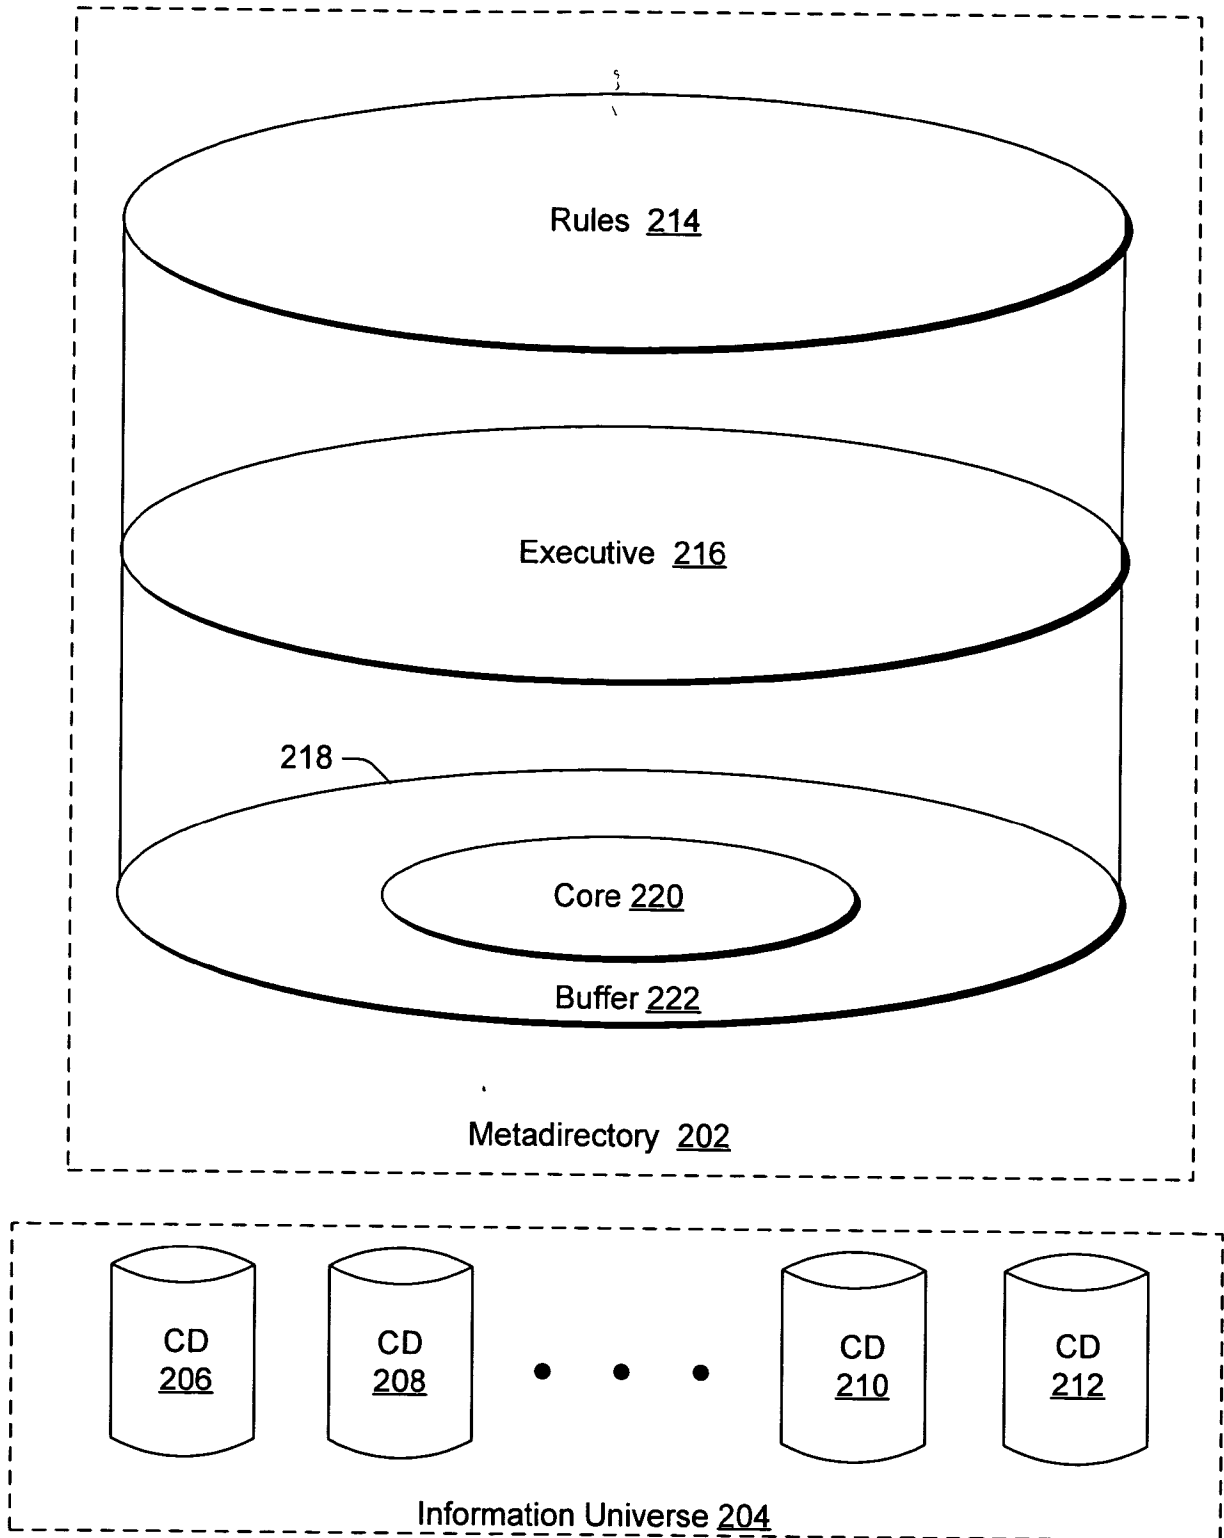 Rules 214
Executive 216
218
Core 220
Buffer 222
Metadirectory 202
CD
206
CD
208
CD
210
CD
212
Information Universe 204